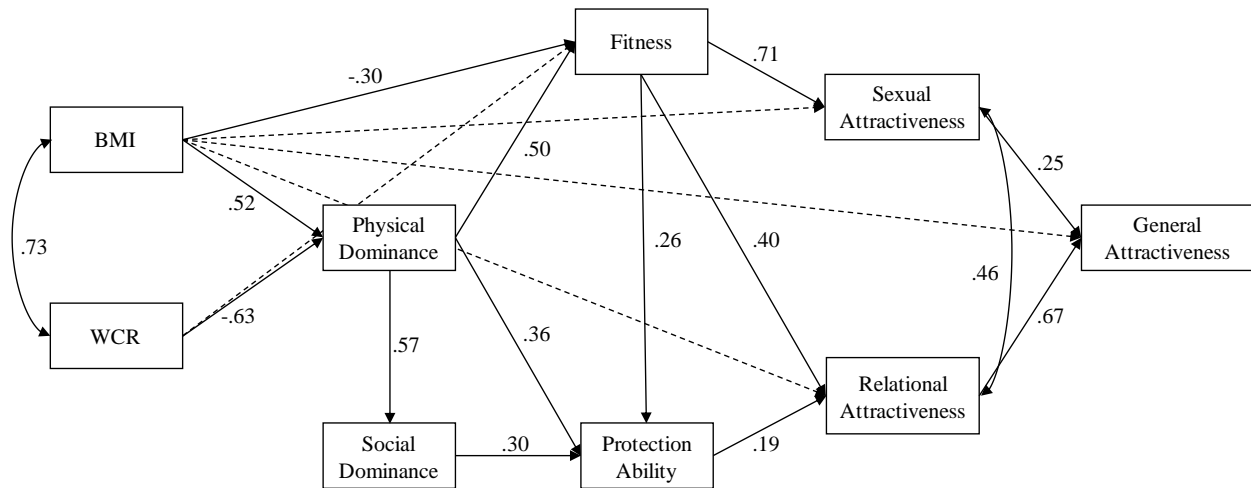 Fitness
-.30
.71
Sexual
Attractiveness
BMI
.50
.25
.52
Physical
Dominance
General
Attractiveness
.73
.26
.40
.46
WCR
-.63
.67
.57
.36
Relational
Attractiveness
Social
Dominance
.30
Protection
Ability
.19